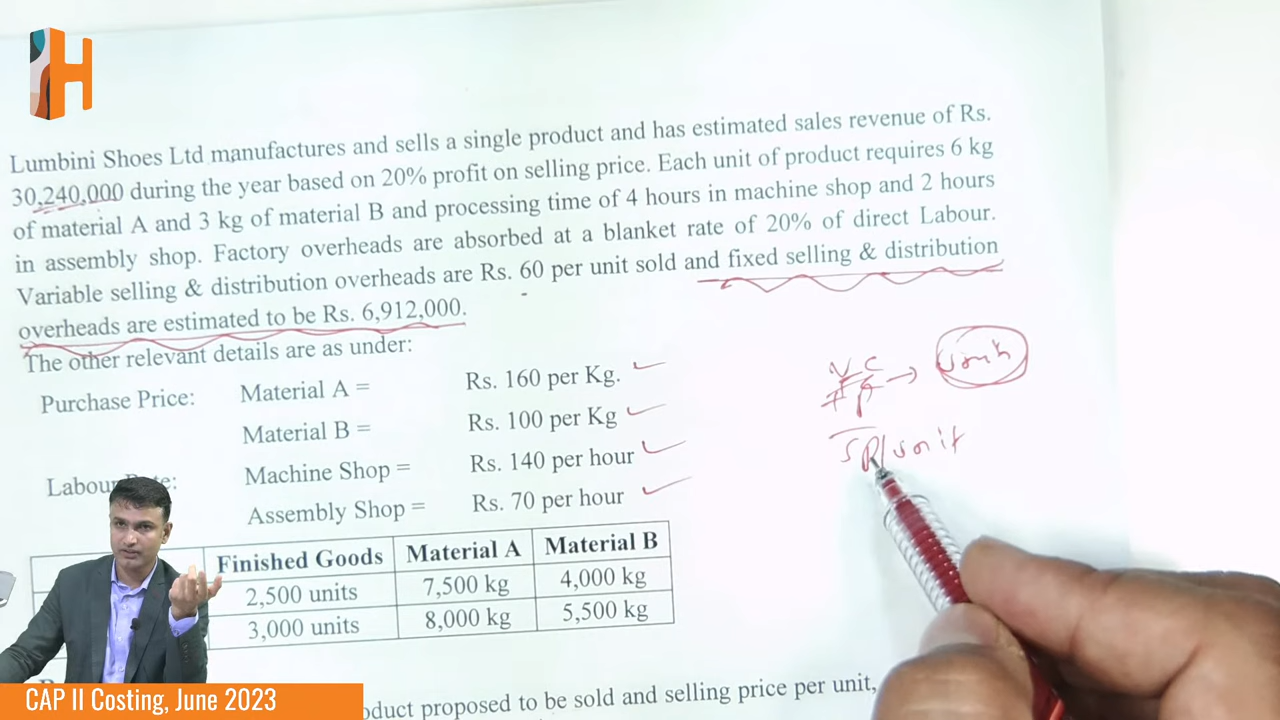 H
Lumbini Shoes Ltd manufactures and sells a single product and has estimated sales revenue of Rs.
30,240,000 during the year based on 20% profit on selling price. Each unit of product requires 6 kg
of material A and 3 kg of material B and processing time of 4 hours in machine shop and 2 hours
in assembly shop. Factory overheads are absorbed at a blanket rate of 20% of direct Labour.
Variable selling & distribution overheads are Rs. 60 per unit sold and fixed selling & distribution
overheads are estimated to be Rs. 6,912,000.
The other relevant details are as under:
Purchase Price: Material A = Rs. 160 per Kg.
Material B = Rs. 100 per Kg
Labour Machine Shop = Rs. 140 per hour
Assembly Shop = Rs. 70 per hour
Finished Goods Material A Material B
2,500 units 7,500 kg 4,000 kg
3,000 units 8,000 kg 5,500 kg
VC
SP/unit
oduct proposed to be sold and selling price per unit,
CAP II Costing, June 2023